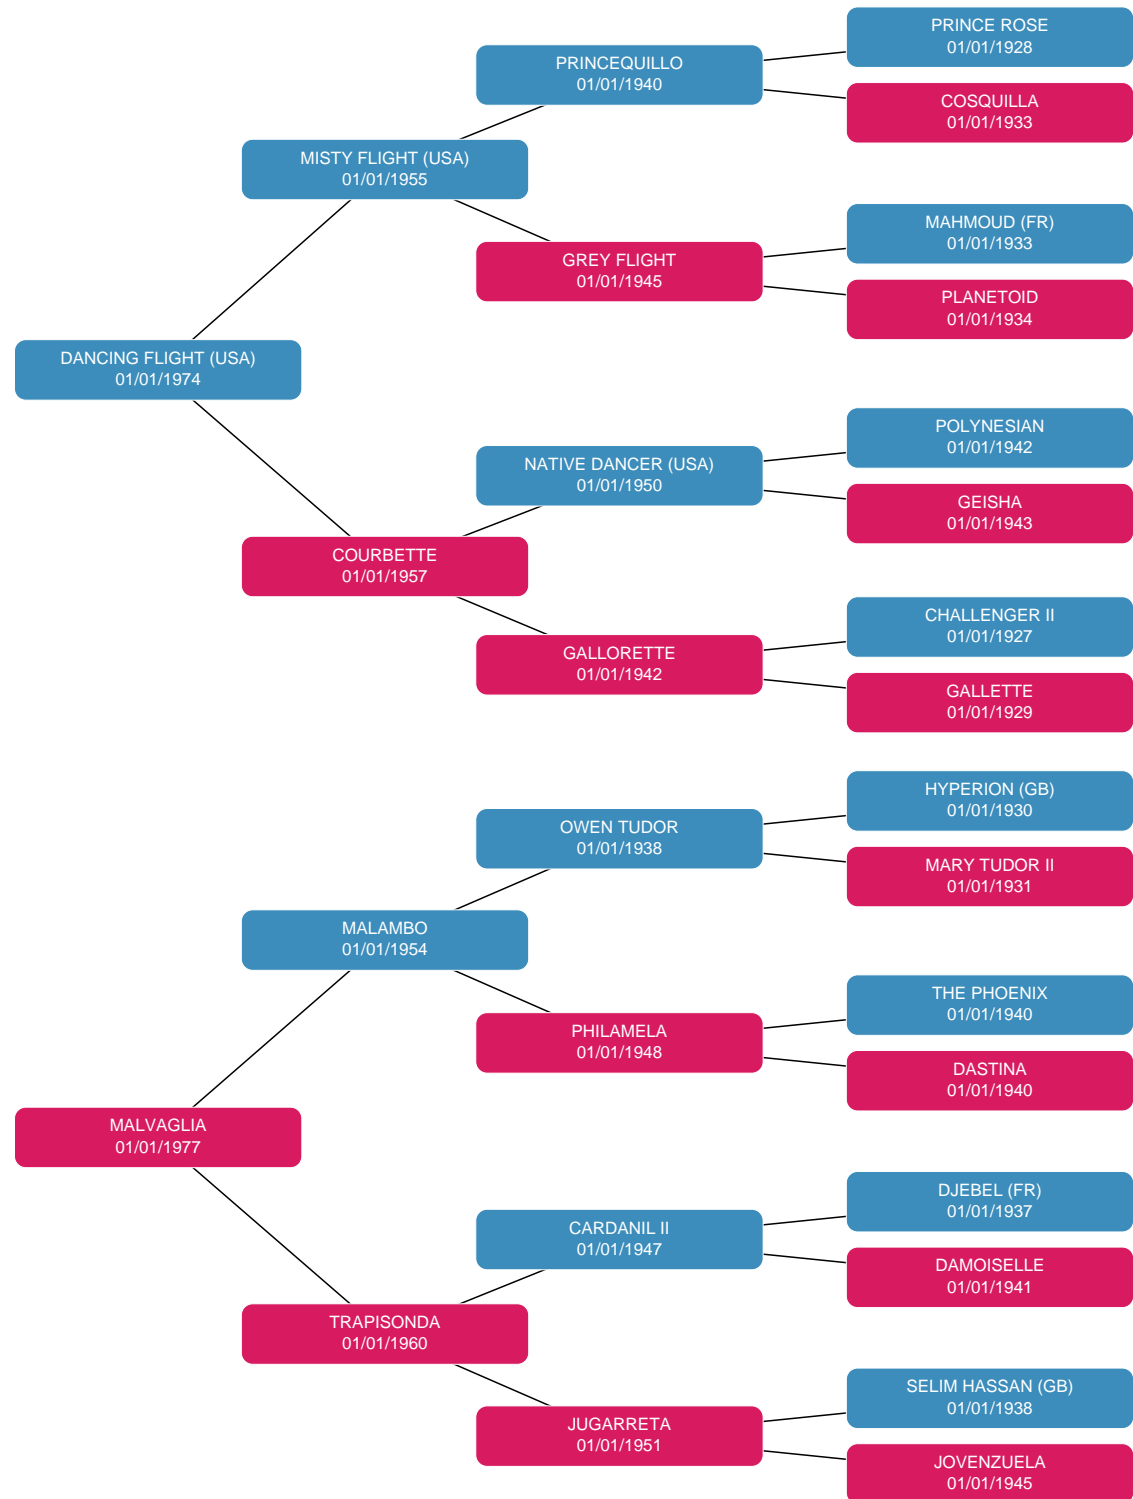 PRINCE ROSE
01/01/1928
PRINCEQUILLO
01/01/1940
COSQUILLA
01/01/1933
MISTY FLIGHT (USA)
01/01/1955
MAHMOUD (FR)
01/01/1933
GREY FLIGHT
01/01/1945
PLANETOID
01/01/1934
DANCING FLIGHT (USA)
01/01/1974
POLYNESIAN
01/01/1942
NATIVE DANCER (USA)
01/01/1950
GEISHA
01/01/1943
COURBETTE
01/01/1957
CHALLENGER II
01/01/1927
GALLORETTE
01/01/1942
GALLETTE
01/01/1929
HYPERION (GB)
01/01/1930
OWEN TUDOR
01/01/1938
MARY TUDOR II
01/01/1931
MALAMBO
01/01/1954
THE PHOENIX
01/01/1940
PHILAMELA
01/01/1948
DASTINA
01/01/1940
MALVAGLIA
01/01/1977
DJEBEL (FR)
01/01/1937
CARDANIL II
01/01/1947
DAMOISELLE
01/01/1941
TRAPISONDA
01/01/1960
SELIM HASSAN (GB)
01/01/1938
JUGARRETA
01/01/1951
JOVENZUELA
01/01/1945